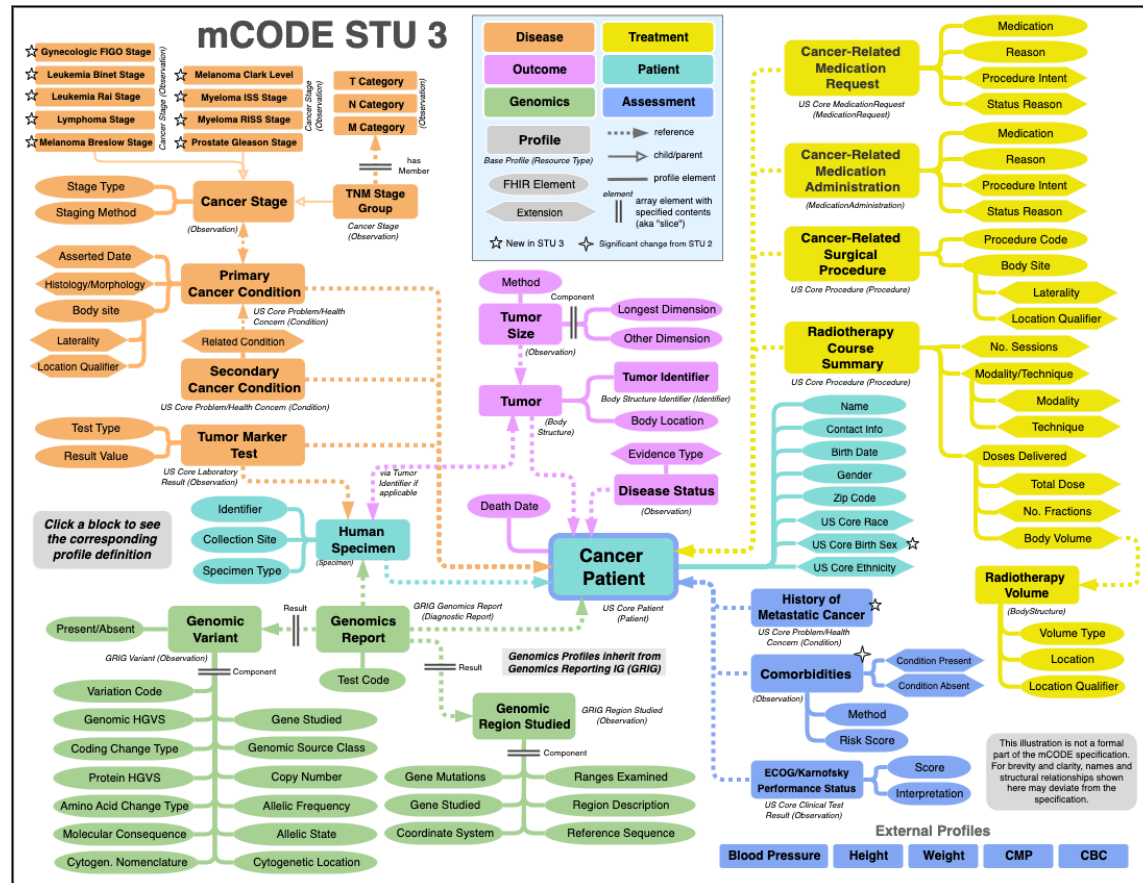 mCODE STU 3
Gynecologic FIGO Stage
Leukemia Binet Stage
Leukemia Rai Stage
Lymphoma Stage
Melanoma Breslow Stage
Cancer Stage (Observation)
Melanoma Clark Level
Myeloma ISS Stage
Myeloma RISS Stage
Prostate Gleason Stage
Cancer Stage
(Observation)
T Category
N Category
M Category
(Observation)
has
Member
Stage Type
Staging Method
Cancer Stage
(Observation)
TNM Stage
Group
Cancer Stage
(Observation)
Asserted Date
Histology/Morphology
Body site
Laterality
Location Qualifier
Primary
Cancer Condition
US Core Problem/Health
Concern (Condition)
Related Condition
Secondary
Cancer Condition
US Core Problem/Health Concern (Condition)
Test Type
Result Value
Tumor Marker
Test
US Core Laboratory
Result (Observation)
Disease
Treatment
Outcome
Patient
Genomics
Assessment
Profile
Base Profile (Resource Type)
FHIR Element
Extension
reference
child/parent
profile element
element
array element with
specified contents
(aka "slice")
New in STU 3
Significant change from STU 2
Method
Tumor
Size
(Observation)
Component
Longest Dimension
Other Dimension
Tumor
(Body
Structure)
Tumor Identifier
Body Structure Identifier (Identifier)
Body Location
Evidence Type
Disease Status
(Observation)
via Tumor
Identifier if
applicable
Death Date
Cancer
Patient
US Core Patient
(Patient)
Name
Contact Info
Birth Date
Gender
Zip Code
US Core Race
US Core Birth Sex
US Core Ethnicity
Cancer-Related
Medication
Request
US Core MedicationRequest
(MedicationRequest)
Medication
Reason
Procedure Intent
Status Reason
Cancer-Related
Medication
Administration
(MedicationAdministration)
Medication
Reason
Procedure Intent
Status Reason
Cancer-Related
Surgical
Procedure
US Core Procedure (Procedure)
Procedure Code
Body Site
Laterality
Location Qualifier
Radiotherapy
Course
Summary
US Core Procedure (Procedure)
No. Sessions
Modality/Technique
Modality
Technique
Doses Delivered
Total Dose
No. Fractions
Body Volume
Radiotherapy
Volume
(BodyStructure)
Volume Type
Location
Location Qualifier
Click a block to see
the corresponding
profile definition
Identifier
Collection Site
Specimen Type
Human
Specimen
(Specimen)
Present/Absent
Genomic
Variant
GRIG Variant (Observation)
Result
Genomics
Report
GRIG Genomics Report
(Diagnostic Report)
Test Code
Result
Genomics Profiles inherit from
Genomics Reporting IG (GRIG)
Component
Variation Code
Genomic HGVS
Coding Change Type
Protein HGVS
Amino Acid Change Type
Molecular Consequence
Cytogen. Nomenclature
Gene Studied
Genomic Source Class
Copy Number
Allelic Frequency
Allelic State
Cytogenetic Location
Genomic
Region Studied
GRIG Region Studied
(Observation)
Component
Gene Mutations
Gene Studied
Coordinate System
Ranges Examined
Region Description
Reference Sequence
History of
Metastatic Cancer
US Core Problem/Health
Concern (Condition)
Comorbidities
(Observation)
Condition Present
Condition Absent
Method
Risk Score
ECOG/Karnofsky
Performance Status
US Core Clinical Test
Result (Observation)
Score
Interpretation
This illustration is not a formal
part of the mCODE specification.
For brevity and clarity, names and
structural relationships shown
here may deviate from the
specification.
External Profiles
Blood Pressure
Height
Weight
CMP
CBC